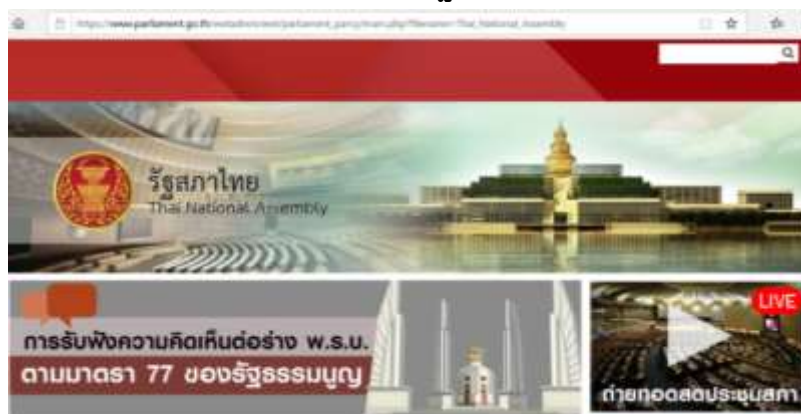 รัฐสภาไทย
Thai National Assembly
การรับฟังความคิดเห็นต่อร่าง พ.ร.บ.
ตามมาตรา 77 ของรัฐธรรมนูญ
LIVE
ถ่ายทอดสดประชุมสภา